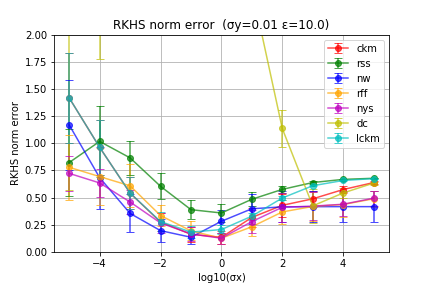 RKHS norm error (σy=0.01 ε=10.0)
RKHS norm error
2.00
1.75
1.50
1.25
1.00
0.75
0.50
0.25
0.00
−4
−2
0
2
4
log10(σx)
ckm
rss
nw
rff
nys
dc
lckm